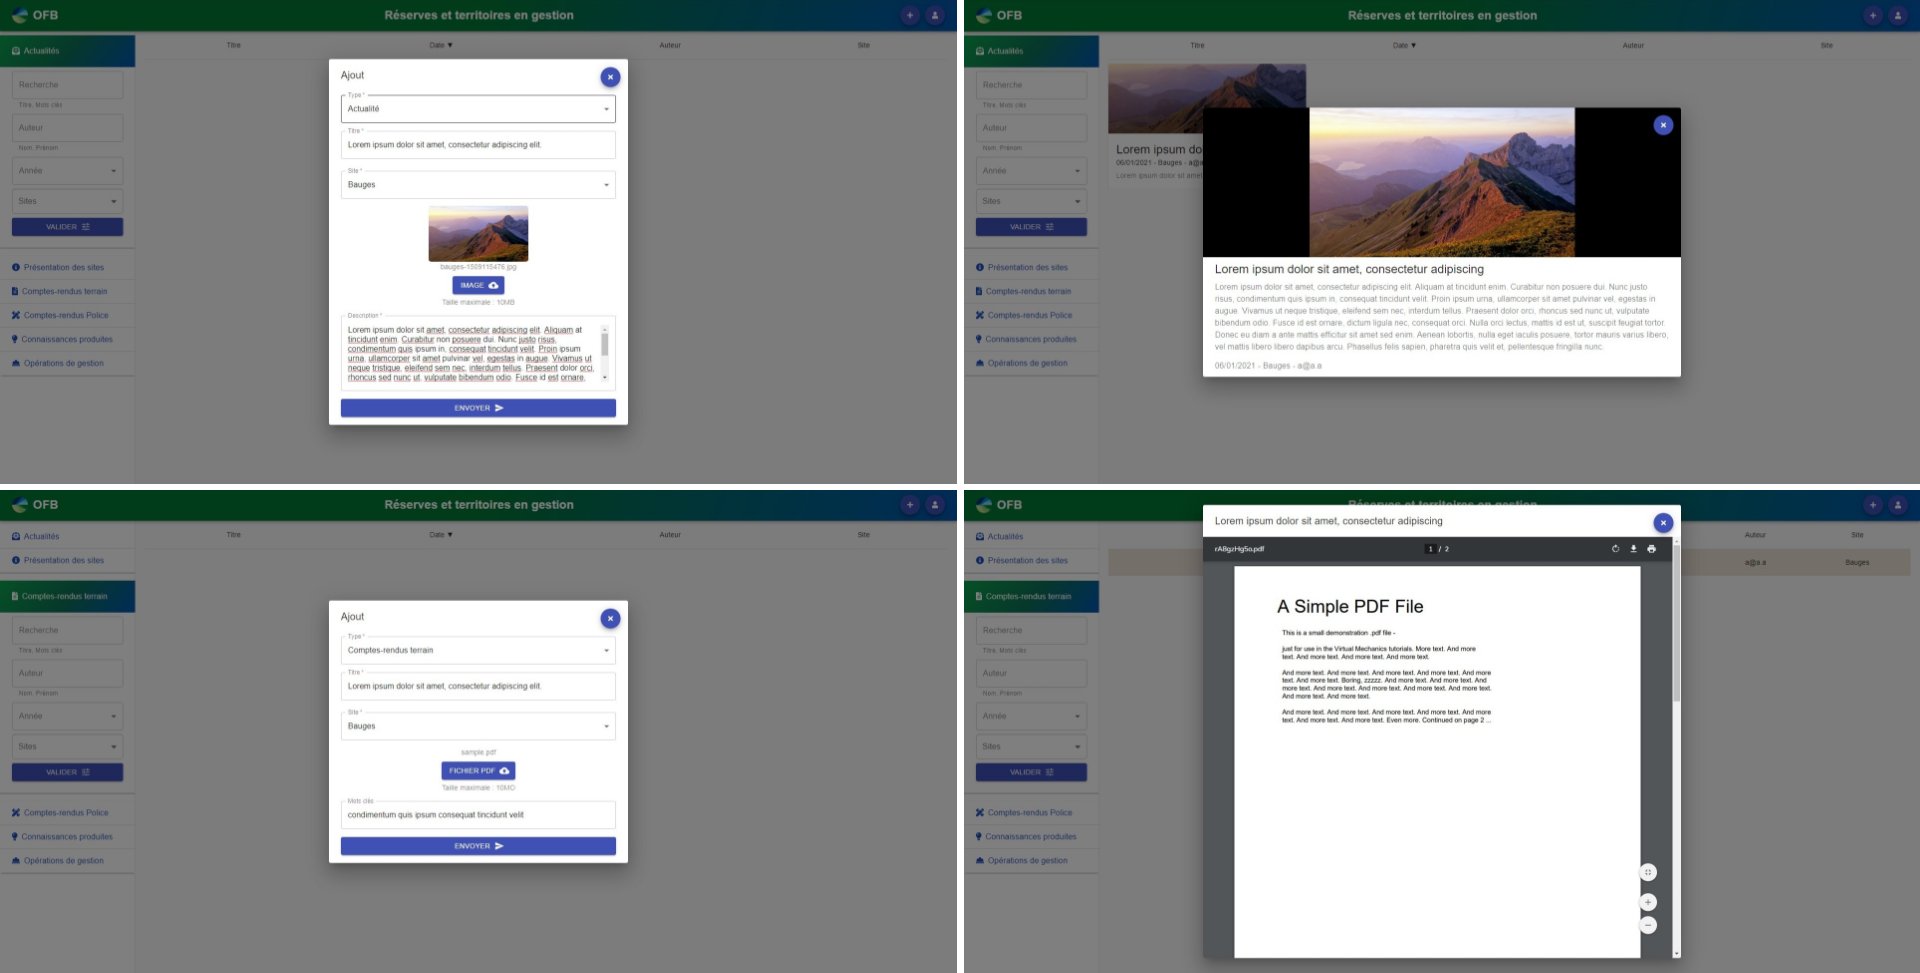 OFB
Réserves et territoires en gestion
Actualités
Titre
Date ▼
Auteur
Site
Recherche
Titre, Mots clés
Auteur
Nom, Prénom
Année
Sites
VALIDER
Présentation des sites
Comptes-rendus terrain
Comptes-rendus Police
Connaissances produites
Opérations de gestion
Ajout
Type *
Actualité
Titre *
Lorem ipsum dolor sit amet, consectetur adipiscing elit.
Site *
Bauges
bauges-1509115476.jpg
IMAGE
Taille maximale : 10MB
Description *
Lorem ipsum dolor sit amet, consectetur adipiscing elit. Aliquam at
tincidunt enim. Curabitur non posuere dui. Nunc justo risus,
condimentum quis ipsum in, consequat tincidunt velit. Proin ipsum
urna, ullamcorper sit amet pulvinar vel, egestas in augue. Vivamus ut
neque tristique, eleifend sem nec, interdum tellus. Praesent dolor orci,
rhoncus sed nunc ut, vulputate bibendum odio. Fusce id est ornare,
ENVOYER
OFB
Réserves et territoires en gestion
Actualités
Titre
Date ▼
Auteur
Site
Recherche
Titre, Mots clés
Auteur
Nom, Prénom
Année
Sites
VALIDER
Présentation des sites
Comptes-rendus terrain
Comptes-rendus Police
Connaissances produites
Opérations de gestion
Lorem ipsum do
06/01/2021 - Bauges - a@a
Lorem ipsum dolor sit amet
Lorem ipsum dolor sit amet, consectetur adipiscing
Lorem ipsum dolor sit amet, consectetur adipiscing elit. Aliquam at tincidunt enim. Curabitur non posuere dui. Nunc justo
risus, condimentum quis ipsum in, consequat tincidunt velit. Proin ipsum urna, ullamcorper sit amet pulvinar vel, egestas in
augue. Vivamus ut neque tristique, eleifend sem nec, interdum tellus. Praesent dolor orci, rhoncus sed nunc ut, vulputate
bibendum odio. Fusce id est ornare, dictum ligula nec, consequat orci. Nulla orci lectus, mattis id est ut, suscipit feugiat tortor.
Donec eu diam a ante mattis efficitur sit amet sed enim. Aenean lobortis, nulla eget iaculis posuere, tortor mauris varius libero,
vel mattis libero libero dapibus arcu. Phasellus felis sapien, pharetra quis velit et, pellentesque fringilla nunc.
06/01/2021 - Bauges - a@a.a
OFB
Réserves et territoires en gestion
Actualités
Présentation des sites
Comptes-rendus terrain
Titre
Date ▼
Auteur
Site
Recherche
Titre, Mots clés
Auteur
Nom, Prénom
Année
Sites
VALIDER
Comptes-rendus Police
Connaissances produites
Opérations de gestion
Ajout
Type *
Comptes-rendus terrain
Titre *
Lorem ipsum dolor sit amet, consectetur adipiscing elit.
Site *
Bauges
sample.pdf
FICHIER PDF
Taille maximale : 10MO
Mots clés
condimentum quis ipsum consequat tincidunt velit
ENVOYER
OFB
Réserves et territoires en gestion
Actualités
Présentation des sites
Comptes-rendus terrain
Recherche
Titre, Mots clés
Auteur
Nom, Prénom
Année
Sites
VALIDER
Comptes-rendus Police
Connaissances produites
Opérations de gestion
Auteur
Site
a@a.a
Bauges
Lorem ipsum dolor sit amet, consectetur adipiscing
rABgzHg5o.pdf
1 / 2
A Simple PDF File
This is a small demonstration .pdf file -
just for use in the Virtual Mechanics tutorials. More text. And more
text. And more text. And more text. And more text.
And more text. And more text. And more text. And more text. And more
text. And more text. Boring, zzzzz. And more text. And more text. And
more text. And more text. And more text. And more text. And more text.
And more text. And more text.
And more text. And more text. And more text. And more text. And more
text. And more text. And more text. Even more. Continued on page 2 ...